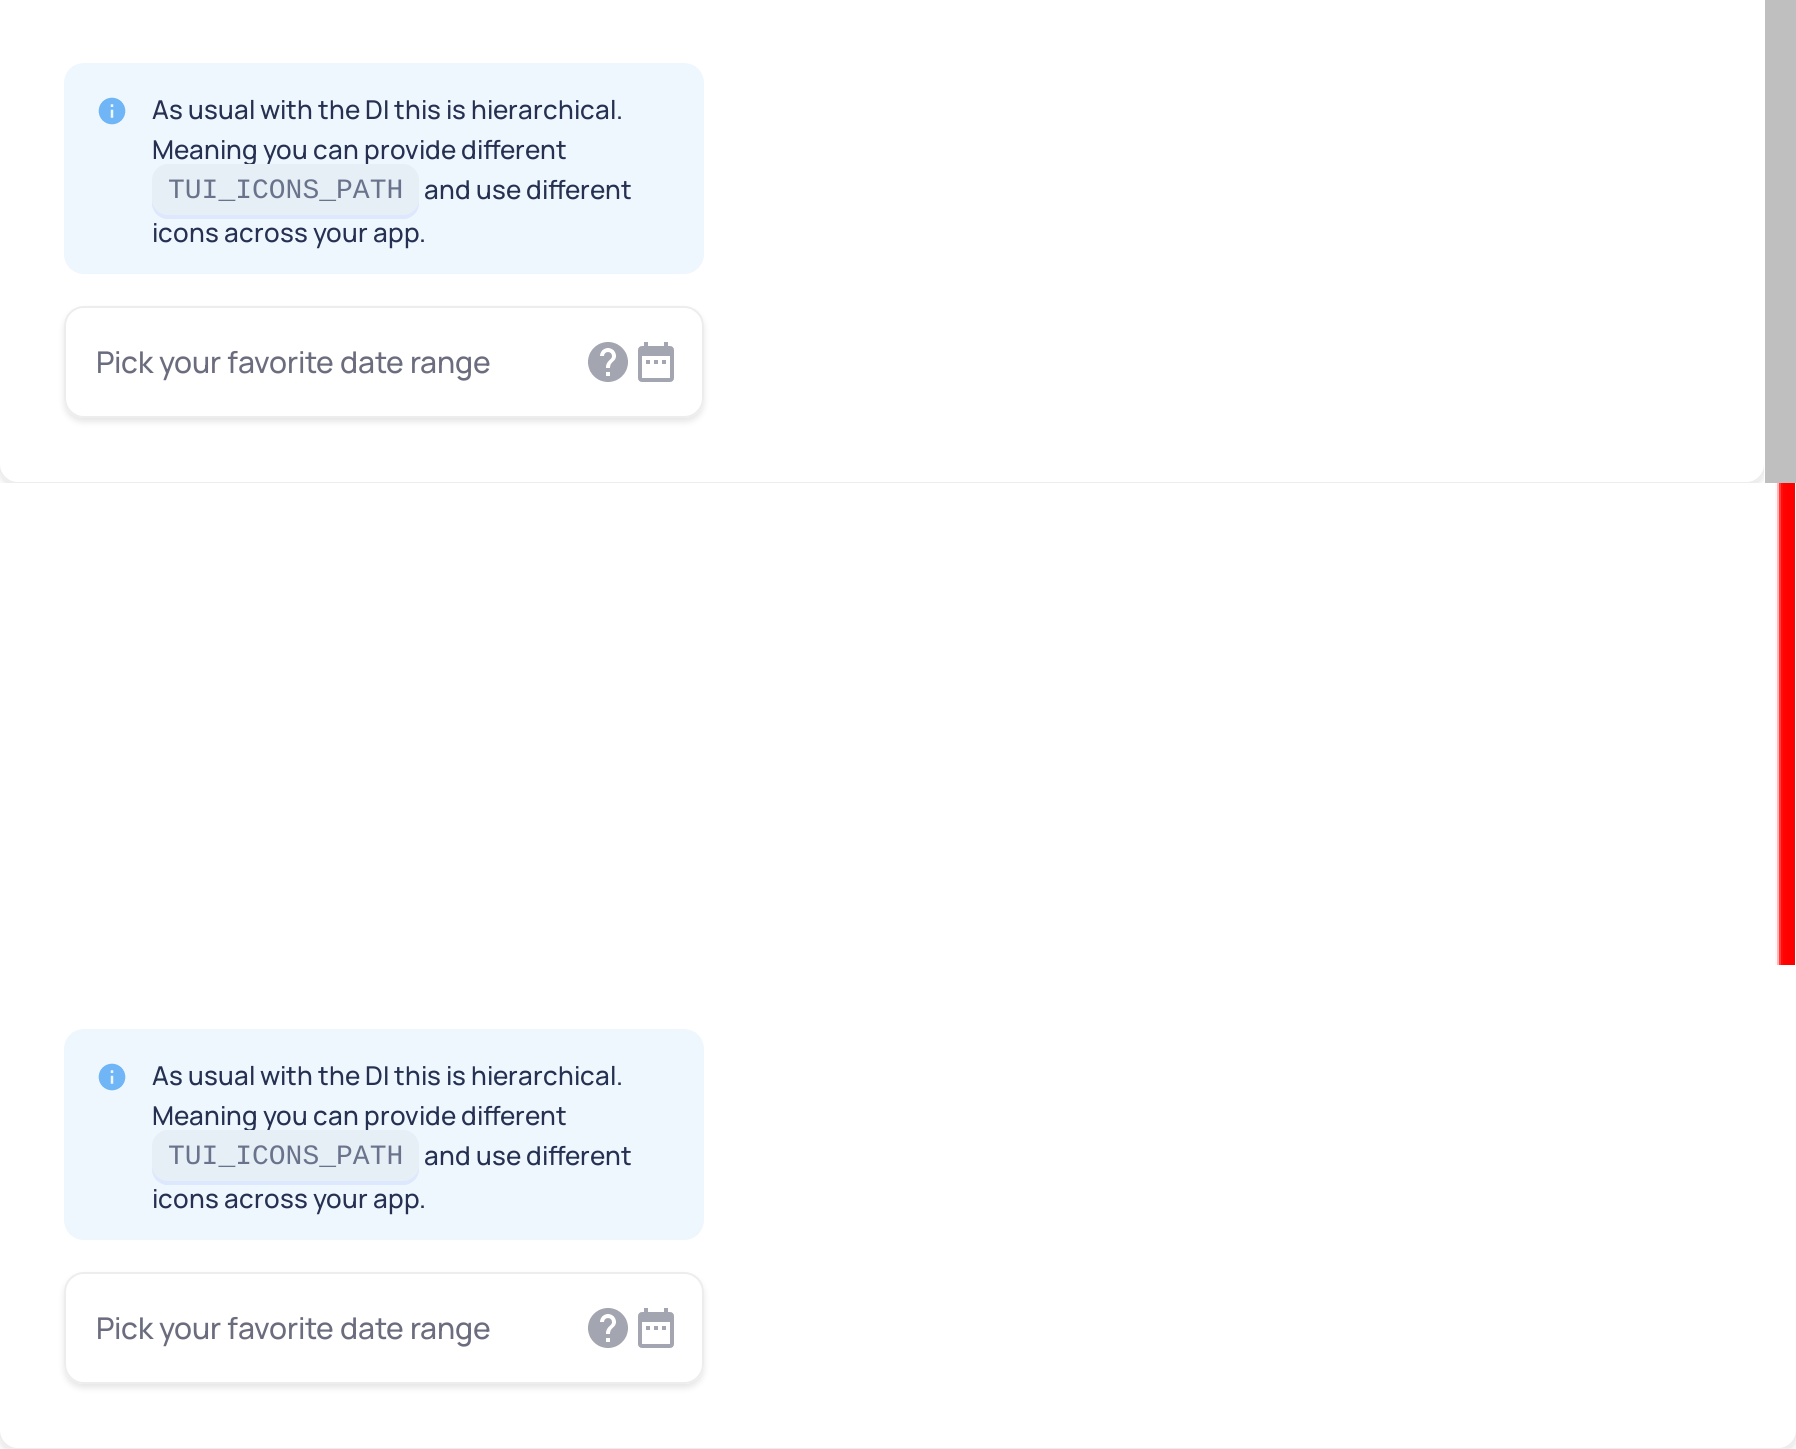 As usual with the DI this is hierarchical.
Meaning you can provide different
TUI_ICONS_PATH and use different
icons across your app.
Pick your favorite date range
As usual with the DI this is hierarchical.
Meaning you can provide different
TUI_ICONS_PATH and use different
icons across your app.
Pick your favorite date range